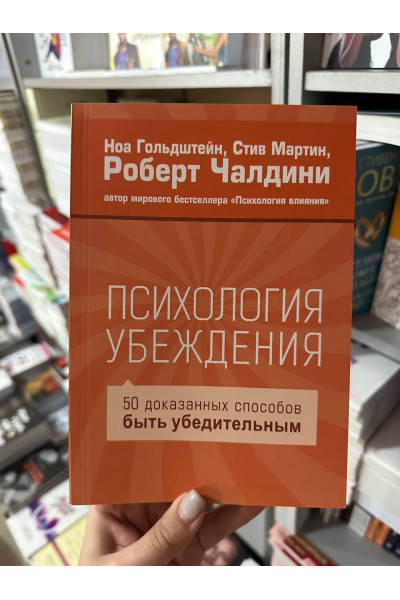 Ноа Гольдштейн, Стив Мартин,
Роберт Чалдини
автор мирового бестселлера «Психология влияния»
ПСИХОЛОГИЯ
УБЕЖДЕНИЯ
50 доказанных способов
быть убедительным